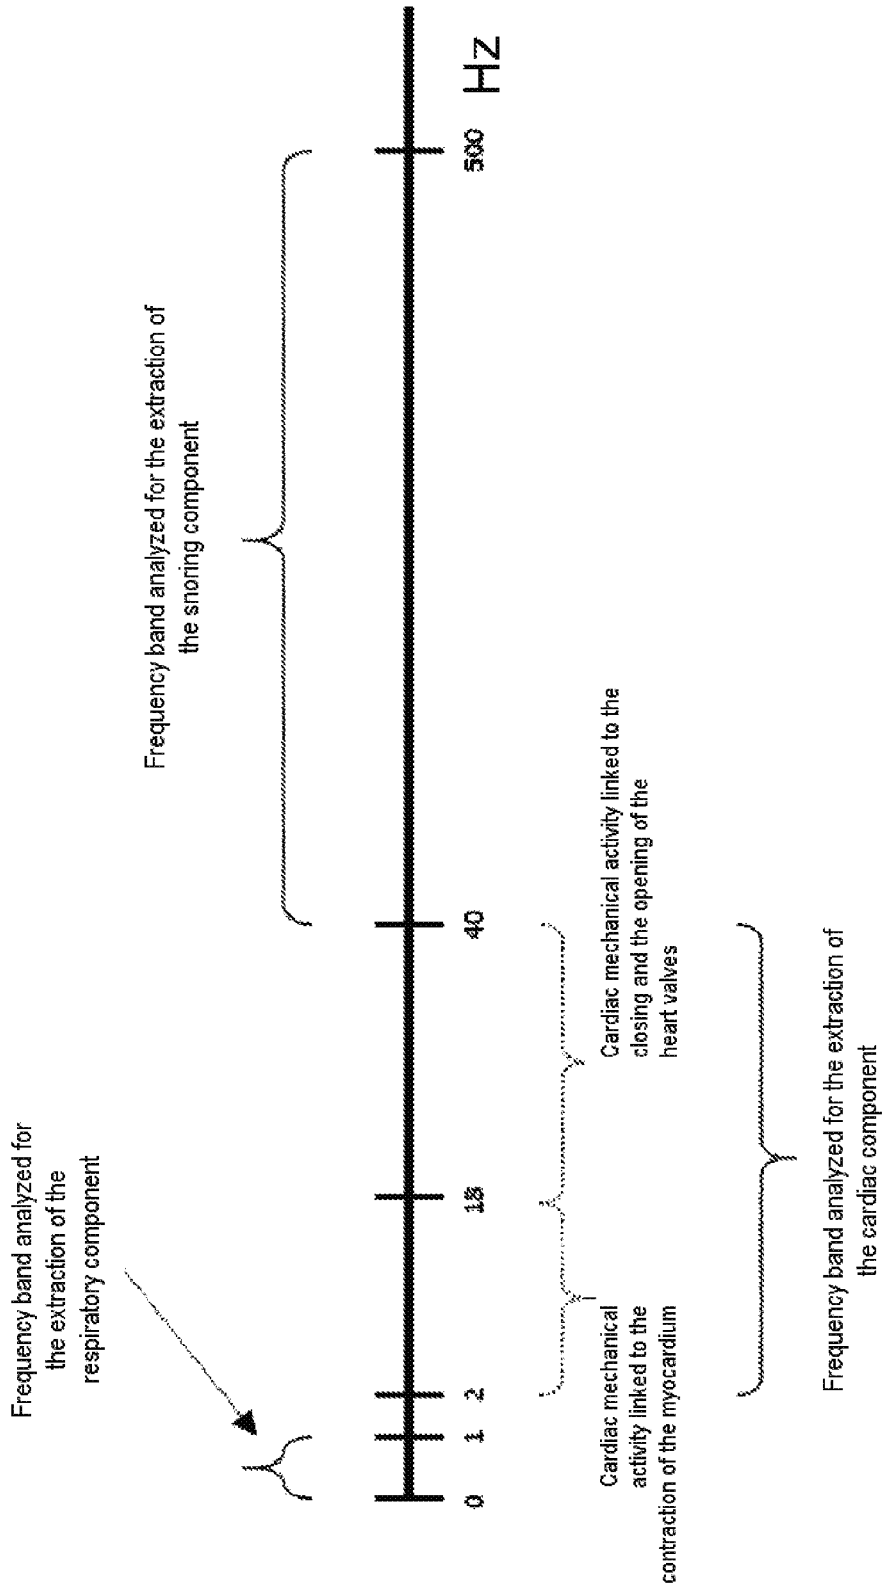 Frequency band analyzed for
the extraction of the
respiratory component
Frequency band analyzed for the extraction of
the snoring component
0
1
2
18
40
500
Hz
Cardiac mechanical
activity linked to the
contraction of the myocardium
Cardiac mechanical activity linked to the
closing and the opening of the
heart valves
Frequency band analyzed for the extraction of
the cardiac component